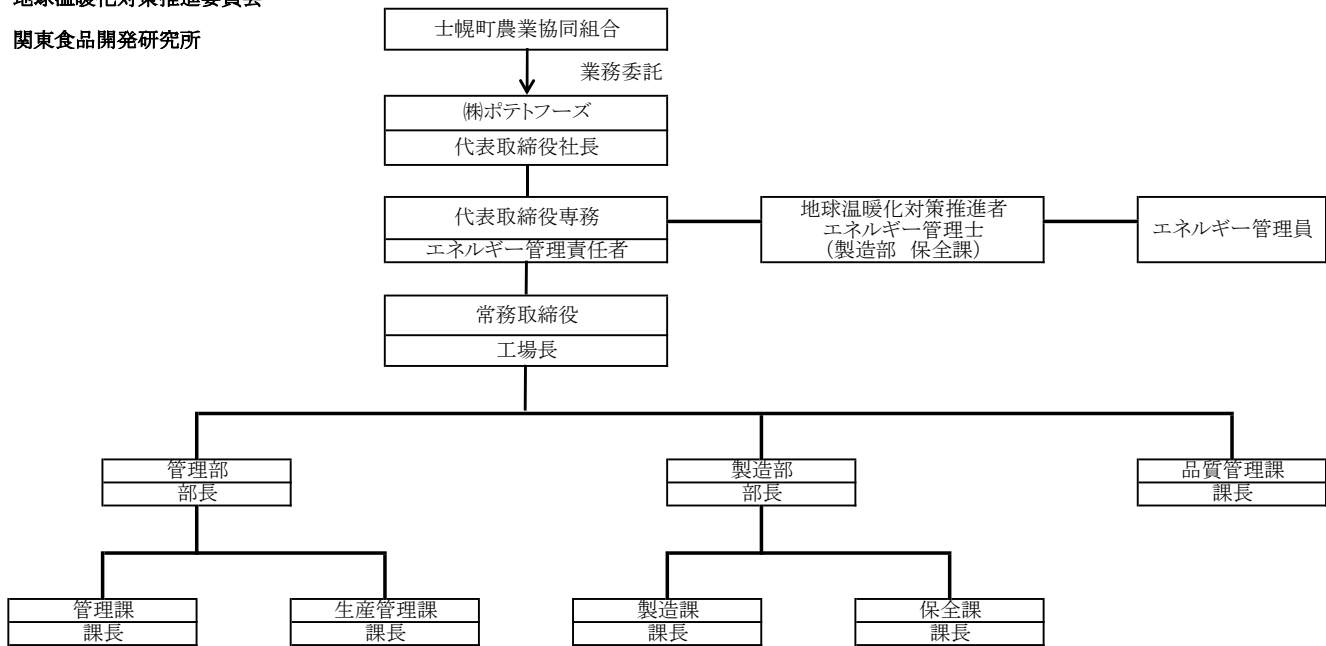 地球温暖化対策推進委員会
関東食品開発研究所
士幌町農業協同組合
業務委託
㈱ポテトフーズ
代表取締役社長
代表取締役専務
エネルギー管理責任者
地球温暖化対策推進者
エネルギー管理士
(製造部 保全課)
エネルギー管理員
常務取締役
工場長
管理部
部長
製造部
部長
品質管理課
課長
管理課
課長
生産管理課
課長
製造課
課長
保全課
課長